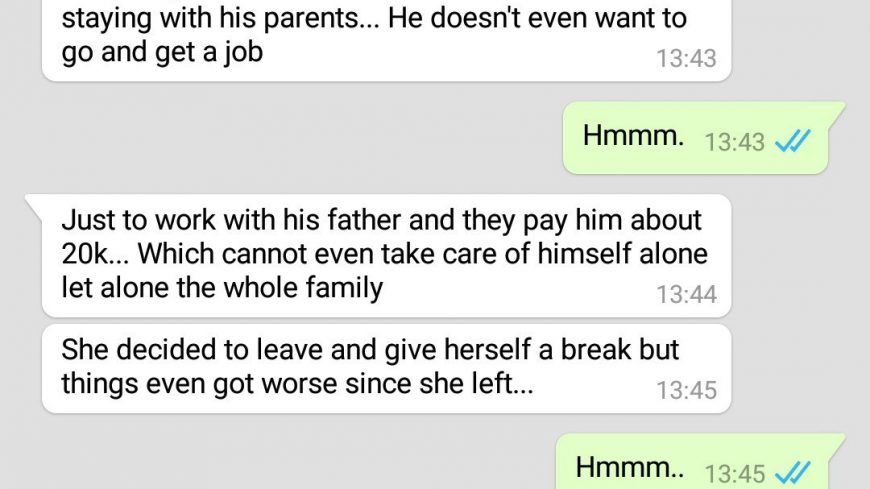 staying with his parents... He doesn't even want to
go and get a job
13:43
Hmmm. 13:43
Just to work with his father and they pay him about
20k... Which cannot even take care of himself alone
let alone the whole family
13:44
She decided to leave and give herself a break but
things even got worse since she left...
13:45
Hmmm.. 13:45